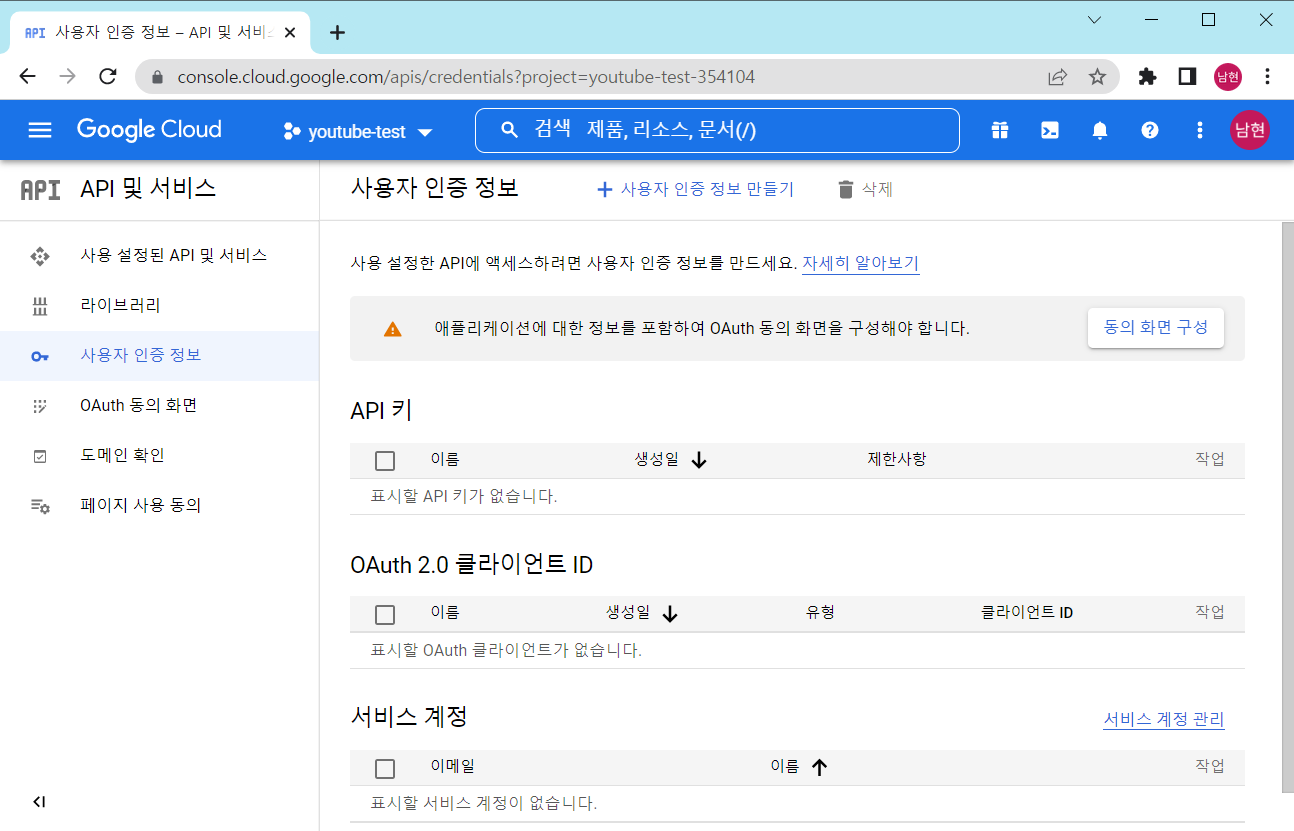 API 사용자 인증 정보 – API 및 서비스
console.cloud.google.com/apis/credentials?project=youtube-test-354104 남현
Google Cloud youtube-test 검색 제품, 리소스, 문서(/) 남현
API API 및 서비스
사용자 인증 정보 사용자 인증 정보 만들기 삭제
사용 설정된 API 및 서비스
라이브러리
사용자 인증 정보
OAuth 동의 화면
도메인 확인
페이지 사용 동의
사용 설정한 API에 액세스하려면 사용자 인증 정보를 만드세요. 자세히 알아보기
애플리케이션에 대한 정보를 포함하여 OAuth 동의 화면을 구성해야 합니다. 동의 화면 구성
API 키
이름 생성일 제한사항 작업
표시할 API 키가 없습니다.
OAuth 2.0 클라이언트 ID
이름 생성일 유형 클라이언트 ID 작업
표시할 OAuth 클라이언트가 없습니다.
서비스 계정 서비스 계정 관리
이메일 이름 작업
표시할 서비스 계정이 없습니다.